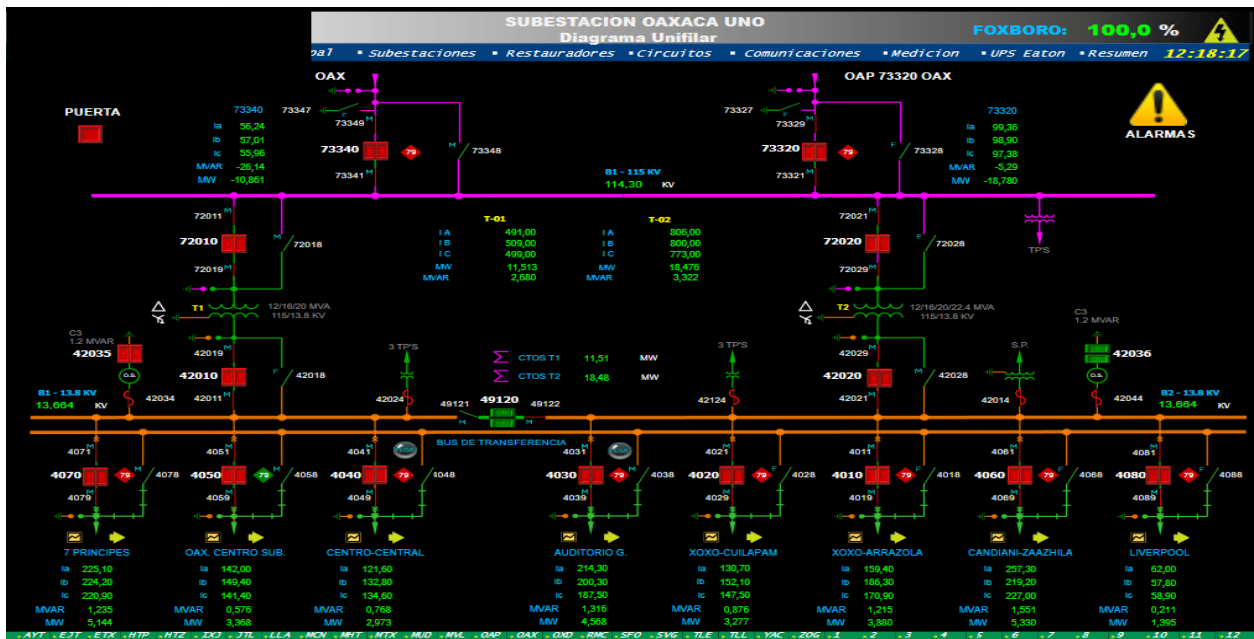 SUBESTACION OAXACA UNO
Diagrama Unifilar
FOXBORO: 100,0 %
pal ▪Subestaciones ▪Restauradores ▪Circuitos ▪Comunicaciones ▪Medicion ▪UPS Eaton ▪Resumen 12:18:17
OAX OAP 73320 OAX
PUERTA ALARMAS
73340
Ia 56,24
Ib 57,01
Ic 55,96
MVAR -26,14
MW -10,861
73347
F
73349 M
73340 79 M 73348
73341 M
73327
F
73329 M
73320 79 F 73328
73321 M
73320
Ia 99,36
Ib 98,90
Ic 97,38
MVAR -5,29
MW -18,780
B1 - 115 KV
114,30 KV
72011 M
72010 M 72018
72019 M
T-01
I A 491,00
I B 509,00
I C 499,00
MW 11,513
MVAR 2,680
T-02
I A 806,00
I B 800,00
I C 773,00
MW 18,476
MVAR 3,322
72021 M
72020 F 72028
72029 M
TP'S
T1 12/16/20 MVA
115/13.8 KV
T2 12/16/20/22.4 MVA
115/13.8 KV
C3
1.2 MVAR
42035
O.S.
42034
42019 M
42010 F 42018
42011 M
3 TP'S
42024
Σ CTOS T1 11,51 MW
Σ CTOS T2 18,48 MW
49121 49120 49122
3 TP'S
42124
42029 M
42020 M 42028
42021 M
S.P.
42014
C3
1.2 MVAR
42036
O.S.
42044
B1 - 13.8 KV
13,664 KV
B2 - 13.8 KV
13,664 KV
BUS DE TRANSFERENCIA
4071 M
4070 79 M 4078
4079 M
4051 M
4050 79 M 4058
4059 M
4041 M
4040 79 M 4048
4049 M
4031 M
4030 79 M 4038
4039 M
4021 M
4020 79 F 4028
4029 M
4011 M
4010 79 F 4018
4019 M
4061 M
4060 79 F 4068
4069 M
4081 M
4080 79 F 4088
4089 M
7 PRINCIPES
Ia 225,10
Ib 224,20
Ic 220,90
MVAR 1,235
MW 5,144
OAX. CENTRO SUB.
Ia 142,00
Ib 149,40
Ic 141,40
MVAR 0,576
MW 3,368
CENTRO-CENTRAL
Ia 121,60
Ib 132,80
Ic 134,60
MVAR 0,768
MW 2,973
AUDITORIO G.
Ia 214,30
Ib 200,30
Ic 187,50
MVAR 1,316
MW 4,568
XOXO-CUILAPAM
Ia 130,70
Ib 152,10
Ic 147,50
MVAR 0,876
MW 3,277
XOXO-ARRAZOLA
Ia 159,40
Ib 186,30
Ic 170,90
MVAR 1,215
MW 3,880
CANDIANI-ZAAZHILA
Ia 257,30
Ib 219,20
Ic 227,00
MVAR 1,551
MW 5,330
LIVERPOOL
Ia 62,00
Ib 57,80
Ic 58,90
MVAR 0,211
MW 1,395
.AYT .EJT .ETX .HTP .HTZ .IXJ .JTL .LLA .MCN .MHT .MTX .MUD .MVL .OAP .OAX .OXD .RMC .SFO .SVG .TLE .TLL .YAC .ZOG .1 .2 .3 .4 .5 .6 .7 .8 .9 .10 .11 .12